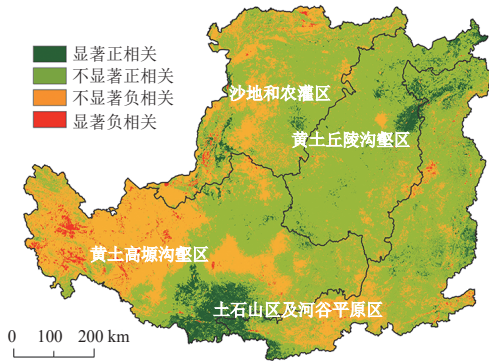 显著正相关
不显著正相关
不显著负相关
显著负相关
沙地和农灌区
黄土丘陵沟壑区
黄土高塬沟壑区
土石山区及河谷平原区
0 100 200 km